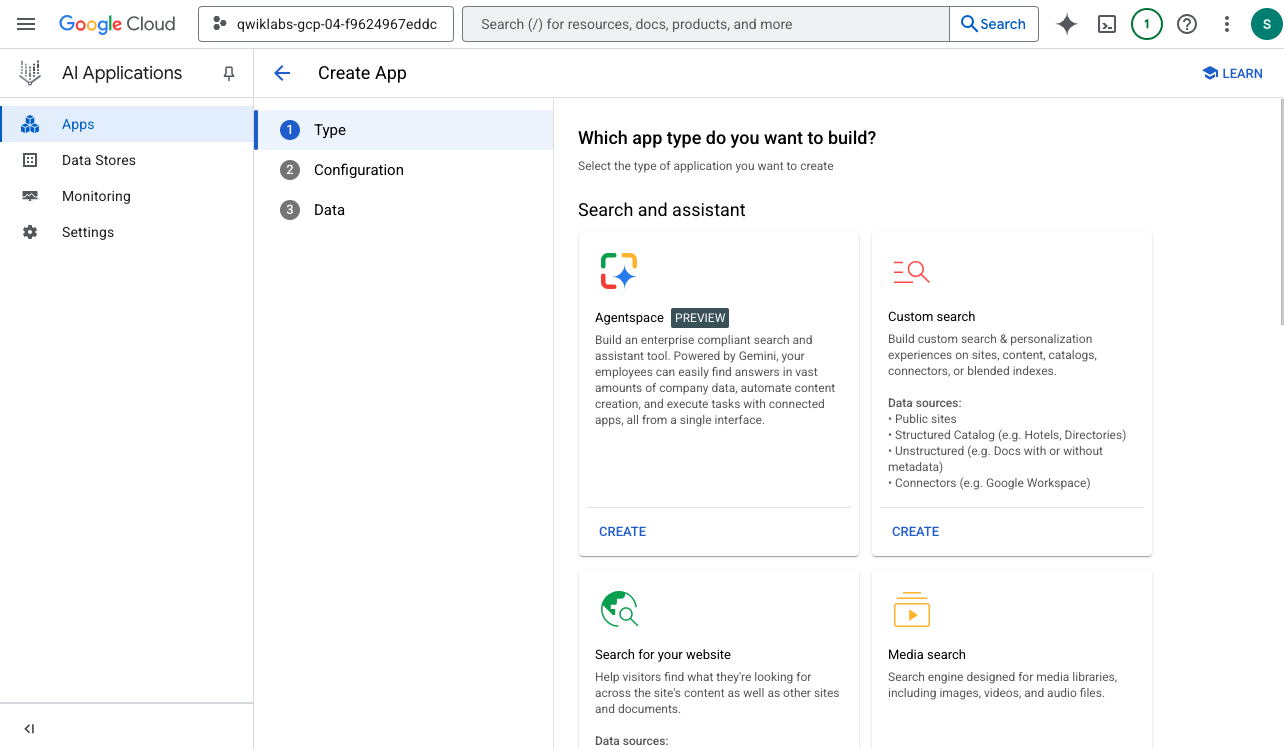 Google Cloud
qwiklabs-gcp-04-f9624967eddc
Search (/) for resources, docs, products, and more
Search
1
S
AI Applications
Create App
LEARN
Apps
Data Stores
Monitoring
Settings
1 Type
2 Configuration
3 Data
Which app type do you want to build?
Select the type of application you want to create
Search and assistant
Agentspace PREVIEW
Build an enterprise compliant search and
assistant tool. Powered by Gemini, your
employees can easily find answers in vast
amounts of company data, automate content
creation, and execute tasks with connected
apps, all from a single interface.
CREATE
Custom search
Build custom search & personalization
experiences on sites, content, catalogs,
connectors, or blended indexes.
Data sources:
• Public sites
• Structured Catalog (e.g. Hotels, Directories)
• Unstructured (e.g. Docs with or without
metadata)
• Connectors (e.g. Google Workspace)
CREATE
Search for your website
Help visitors find what they're looking for
across the site's content as well as other sites
and documents.
Data sources:
Media search
Search engine designed for media libraries,
including images, videos, and audio files.